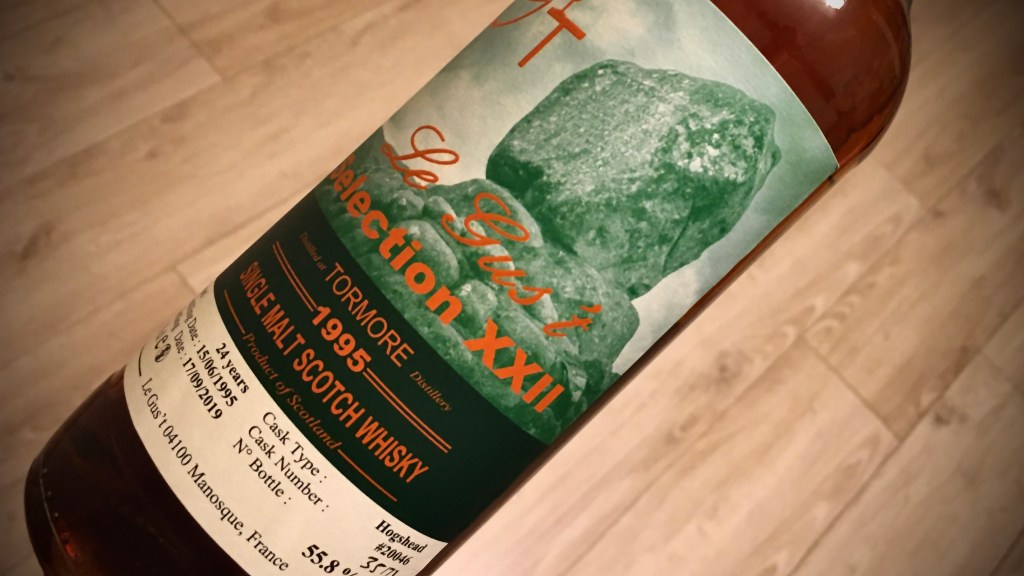 Le Gus't
Selection XXII
Distilled at TORMORE Distillery
1995
SINGLE MALT SCOTCH WHISKY
Product of Scotland
24 years
Date : 15/06/1995
Date : 17/09/2019
Cask Type : Hogshead
Cask Number : #20046
N° Bottle :
Le Gus't 04100 Manosque, France
55.8 %